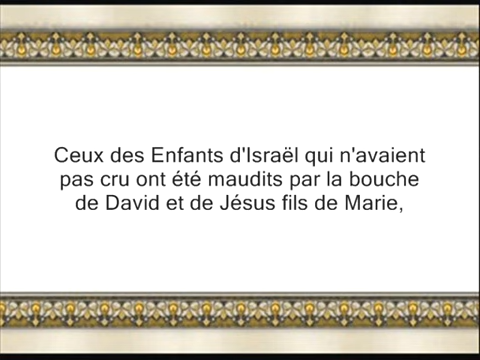 Ceux des Enfants d'Israël qui n'avaient
pas cru ont été maudits par la bouche
de David et de Jésus fils de Marie,